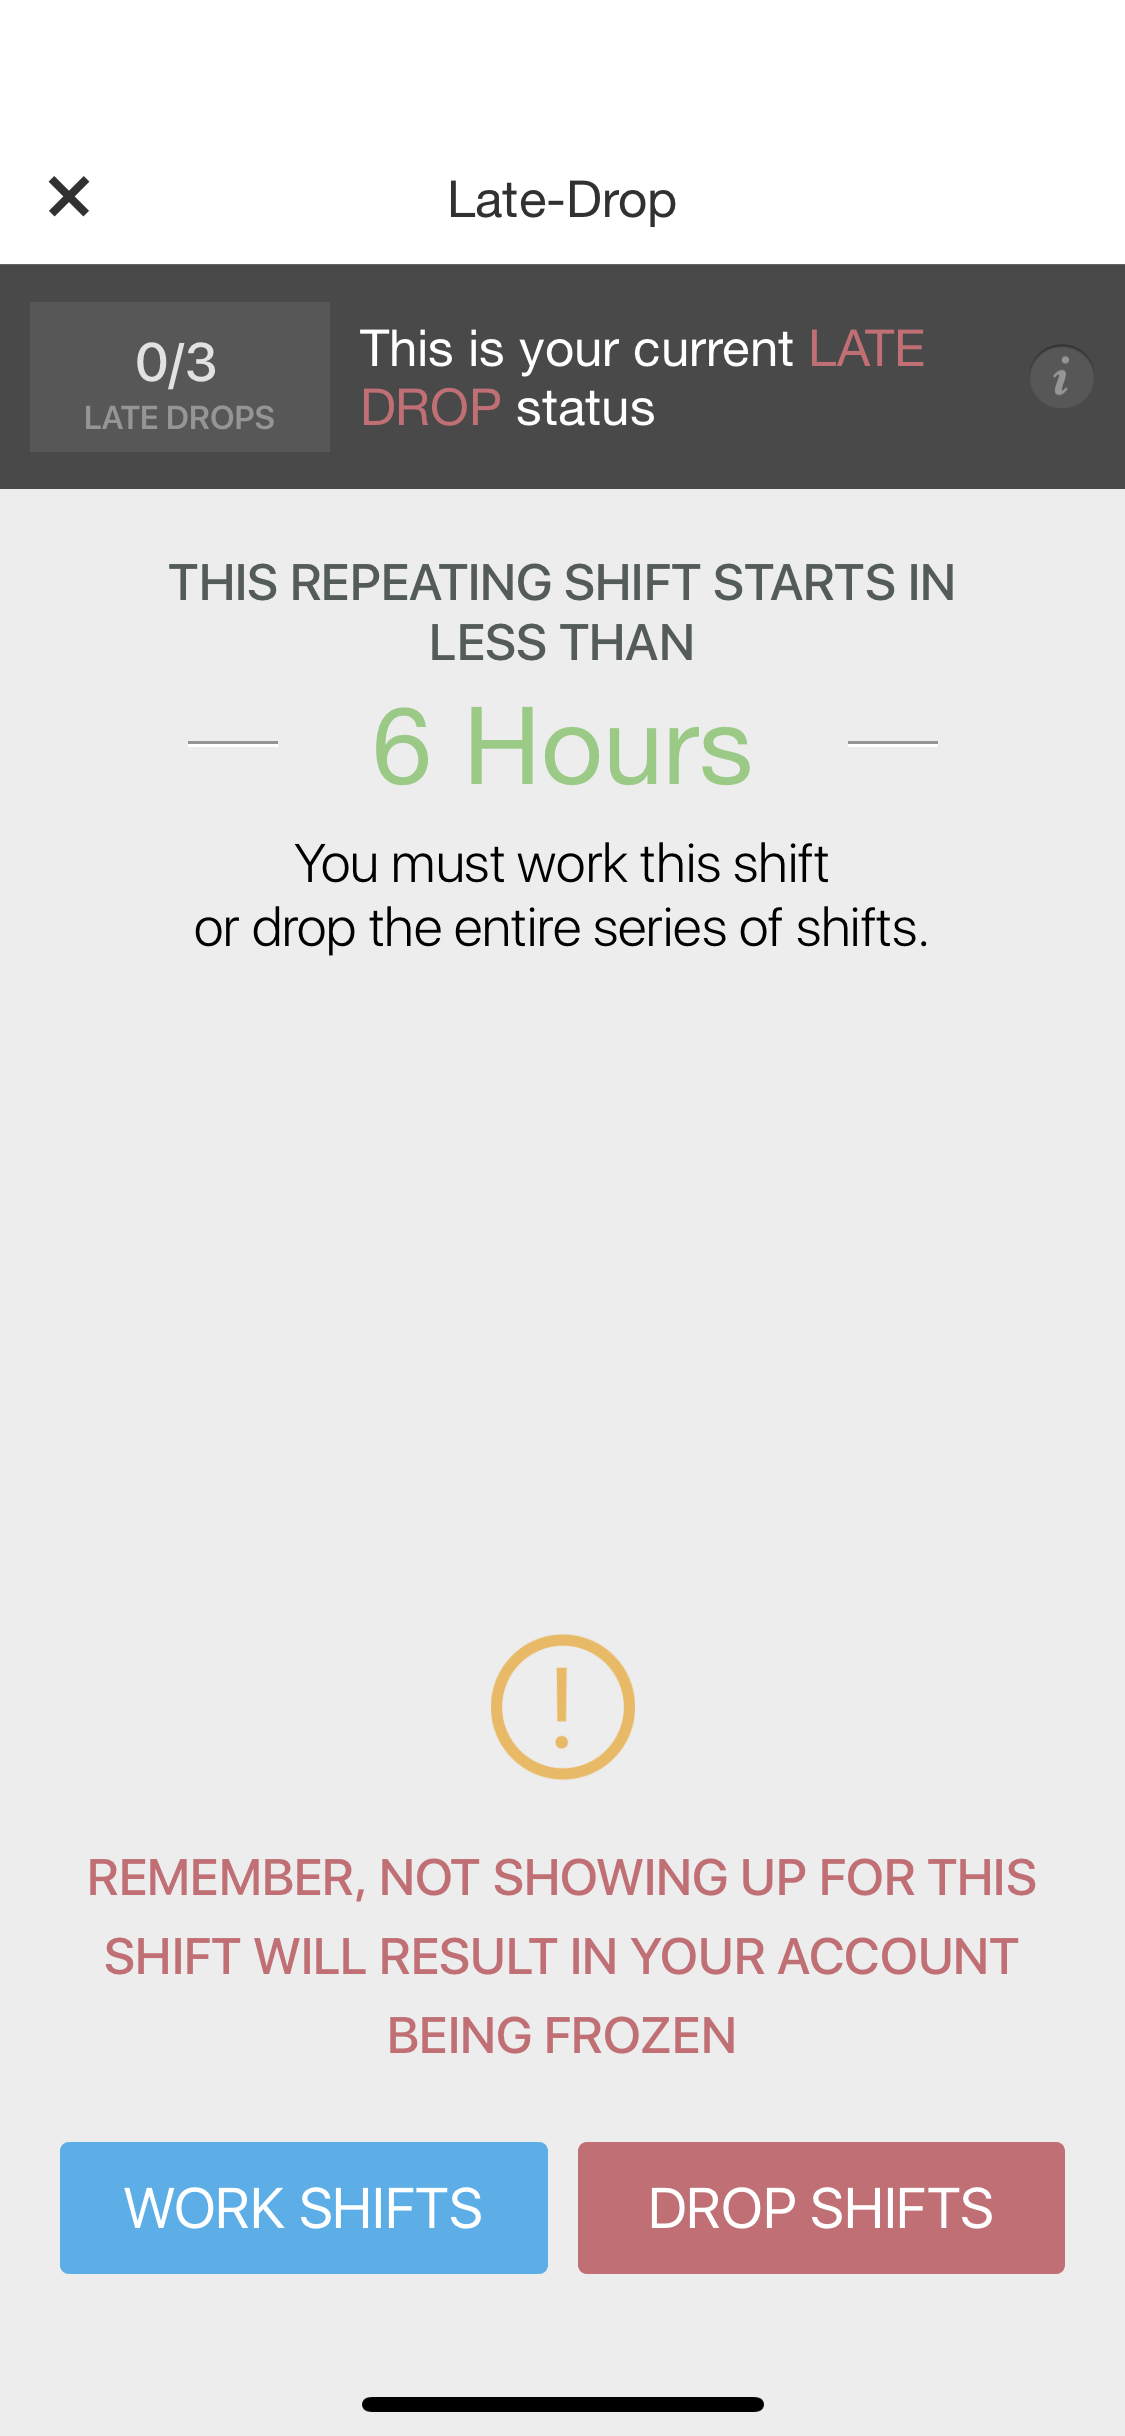 Late-Drop
0/3
LATE DROPS
This is your current LATE
DROP status
i
THIS REPEATING SHIFT STARTS IN
LESS THAN
6 Hours
You must work this shift
or drop the entire series of shifts.
!
REMEMBER, NOT SHOWING UP FOR THIS
SHIFT WILL RESULT IN YOUR ACCOUNT
BEING FROZEN
WORK SHIFTS
DROP SHIFTS